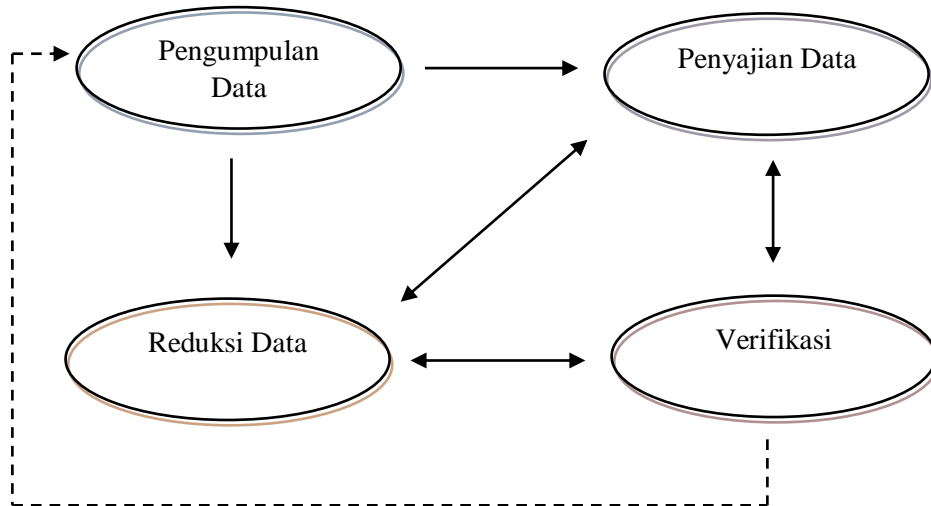 Pengumpulan
Data
Penyajian Data
Reduksi Data
Verifikasi